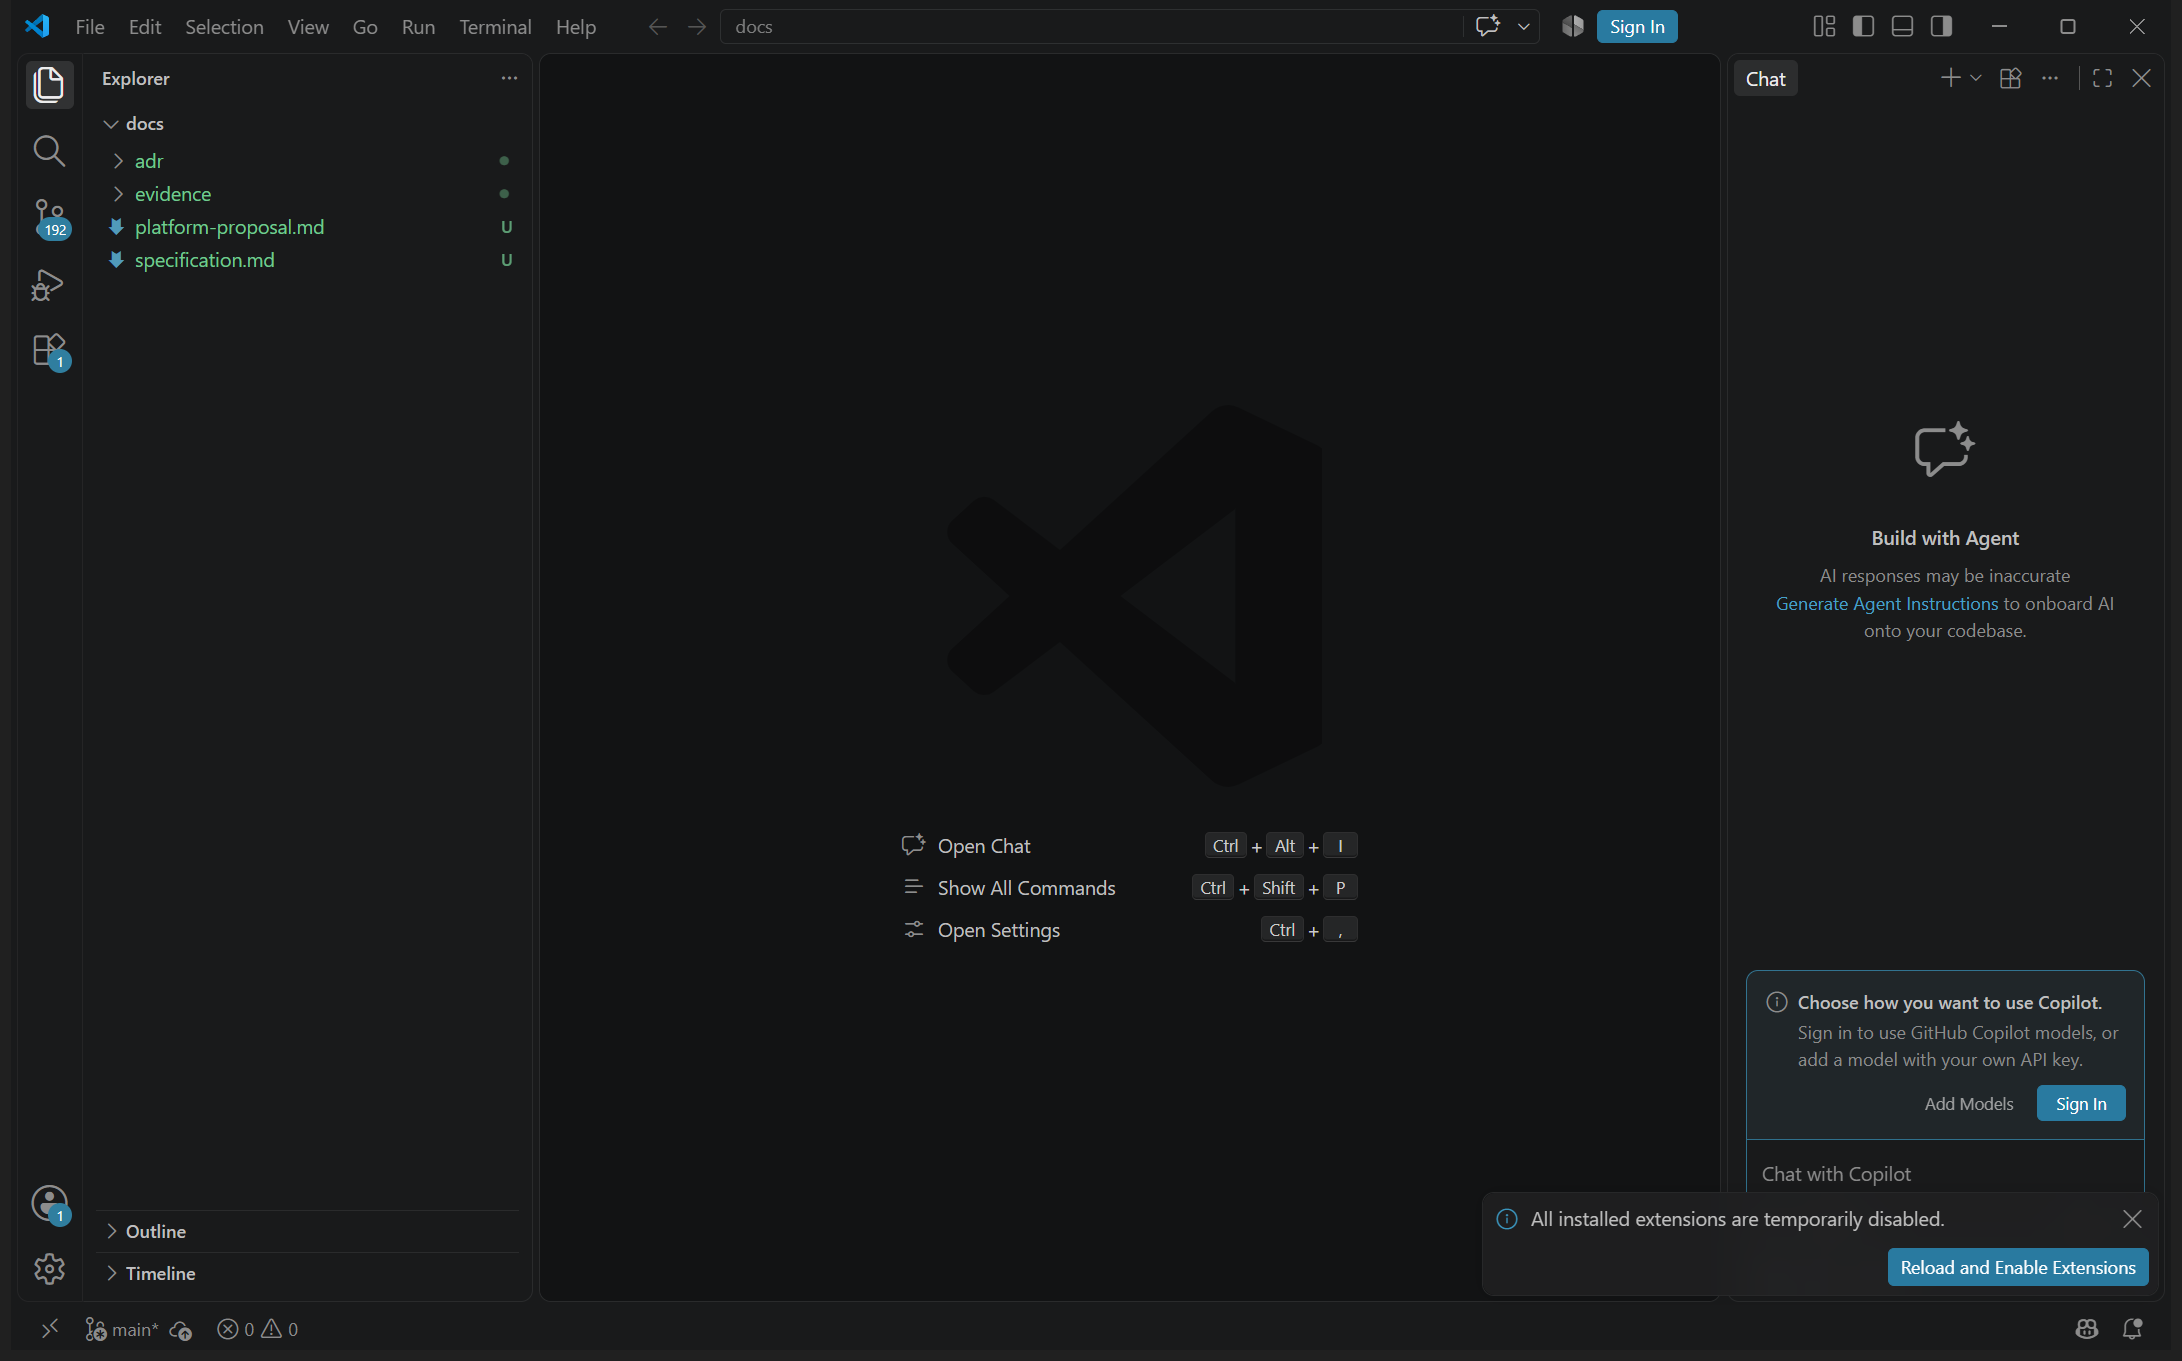 File Edit Selection View Go Run Terminal Help
docs
Sign In
Explorer
docs
adr
evidence
platform-proposal.md U
specification.md U
192
1
Open Chat Ctrl + Alt + I
Show All Commands Ctrl + Shift + P
Open Settings Ctrl + ,
Chat
Build with Agent
AI responses may be inaccurate
Generate Agent Instructions to onboard AI
onto your codebase.
Choose how you want to use Copilot.
Sign in to use GitHub Copilot models, or
add a model with your own API key.
Add Models Sign In
Chat with Copilot
All installed extensions are temporarily disabled.
Reload and Enable Extensions
1
Outline
Timeline
main* 0 0